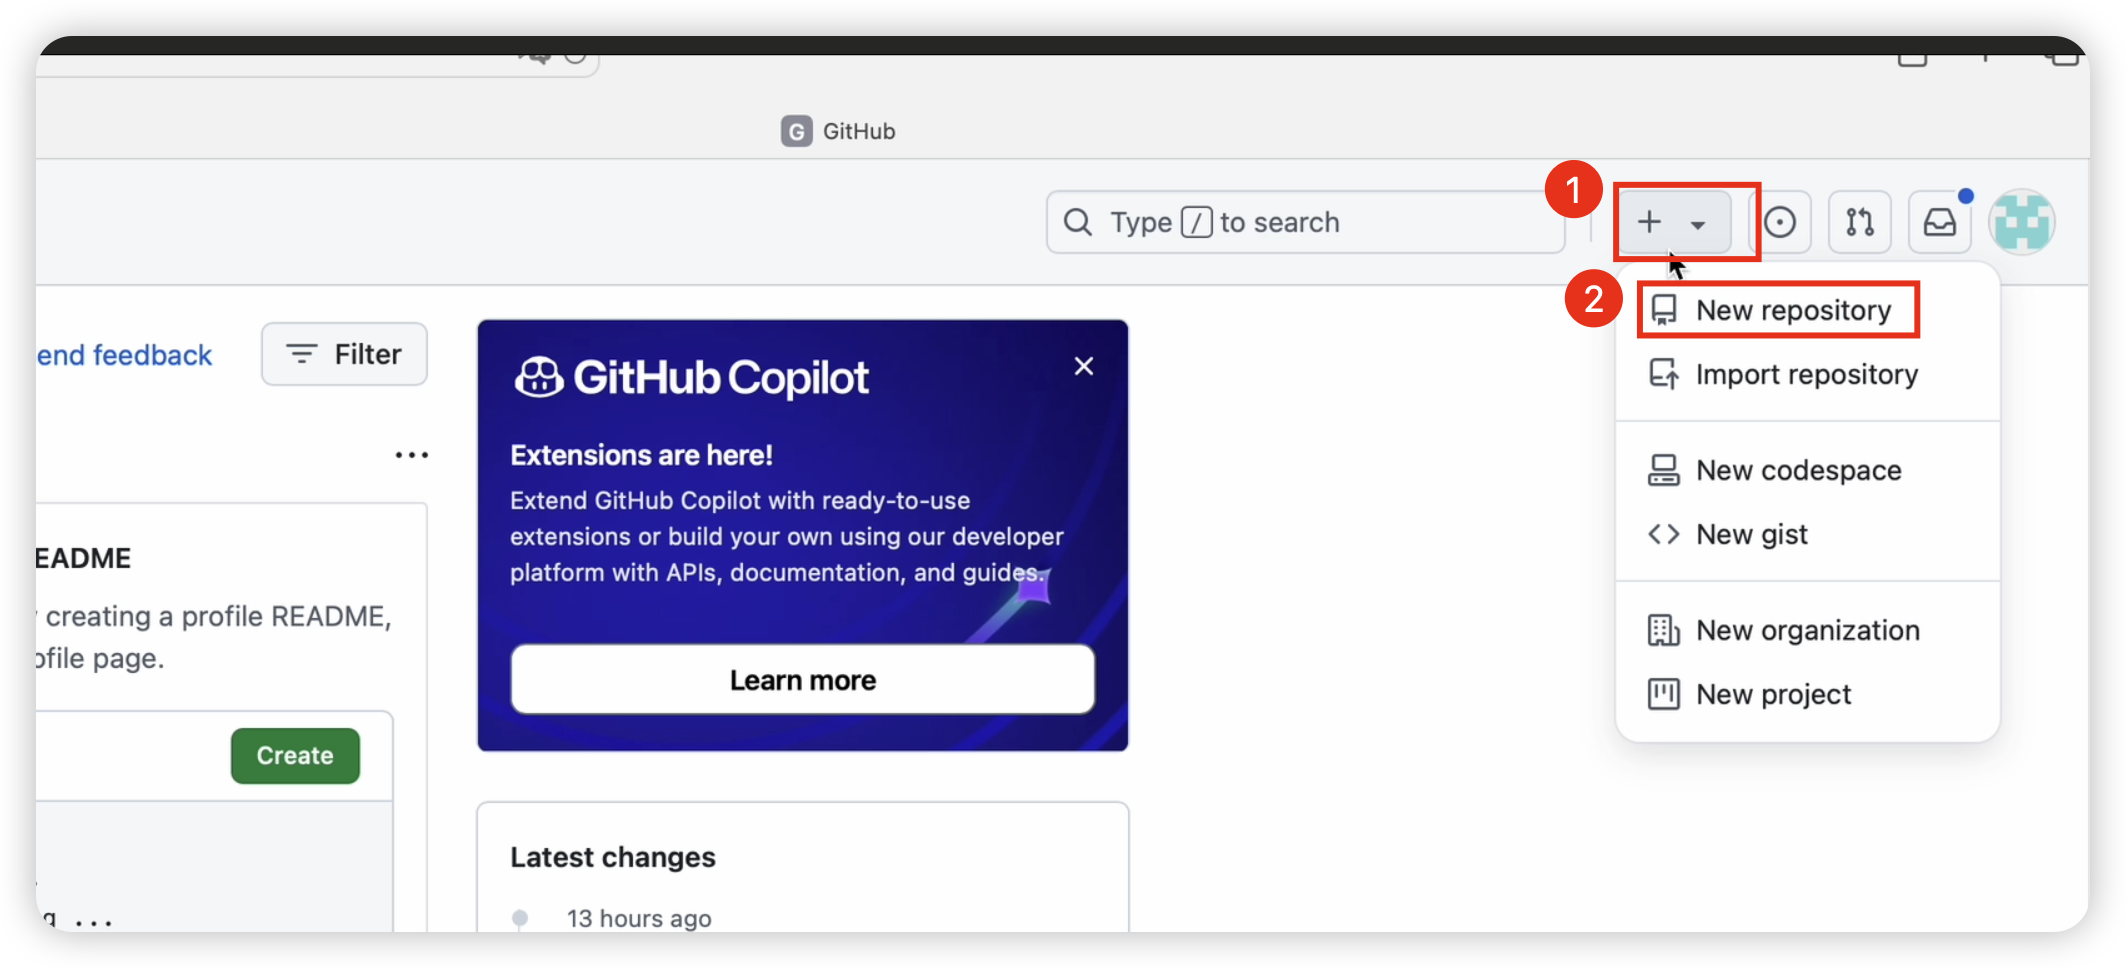 G GitHub
Type / to search
1
2
New repository
Import repository
New codespace
New gist
New organization
New project
end feedback
Filter
...
GitHub Copilot
Extensions are here!
Extend GitHub Copilot with ready-to-use
extensions or build your own using our developer
platform with APIs, documentation, and guides.
Learn more
EADME
creating a profile README,
ofile page.
Create
g ...
Latest changes
13 hours ago